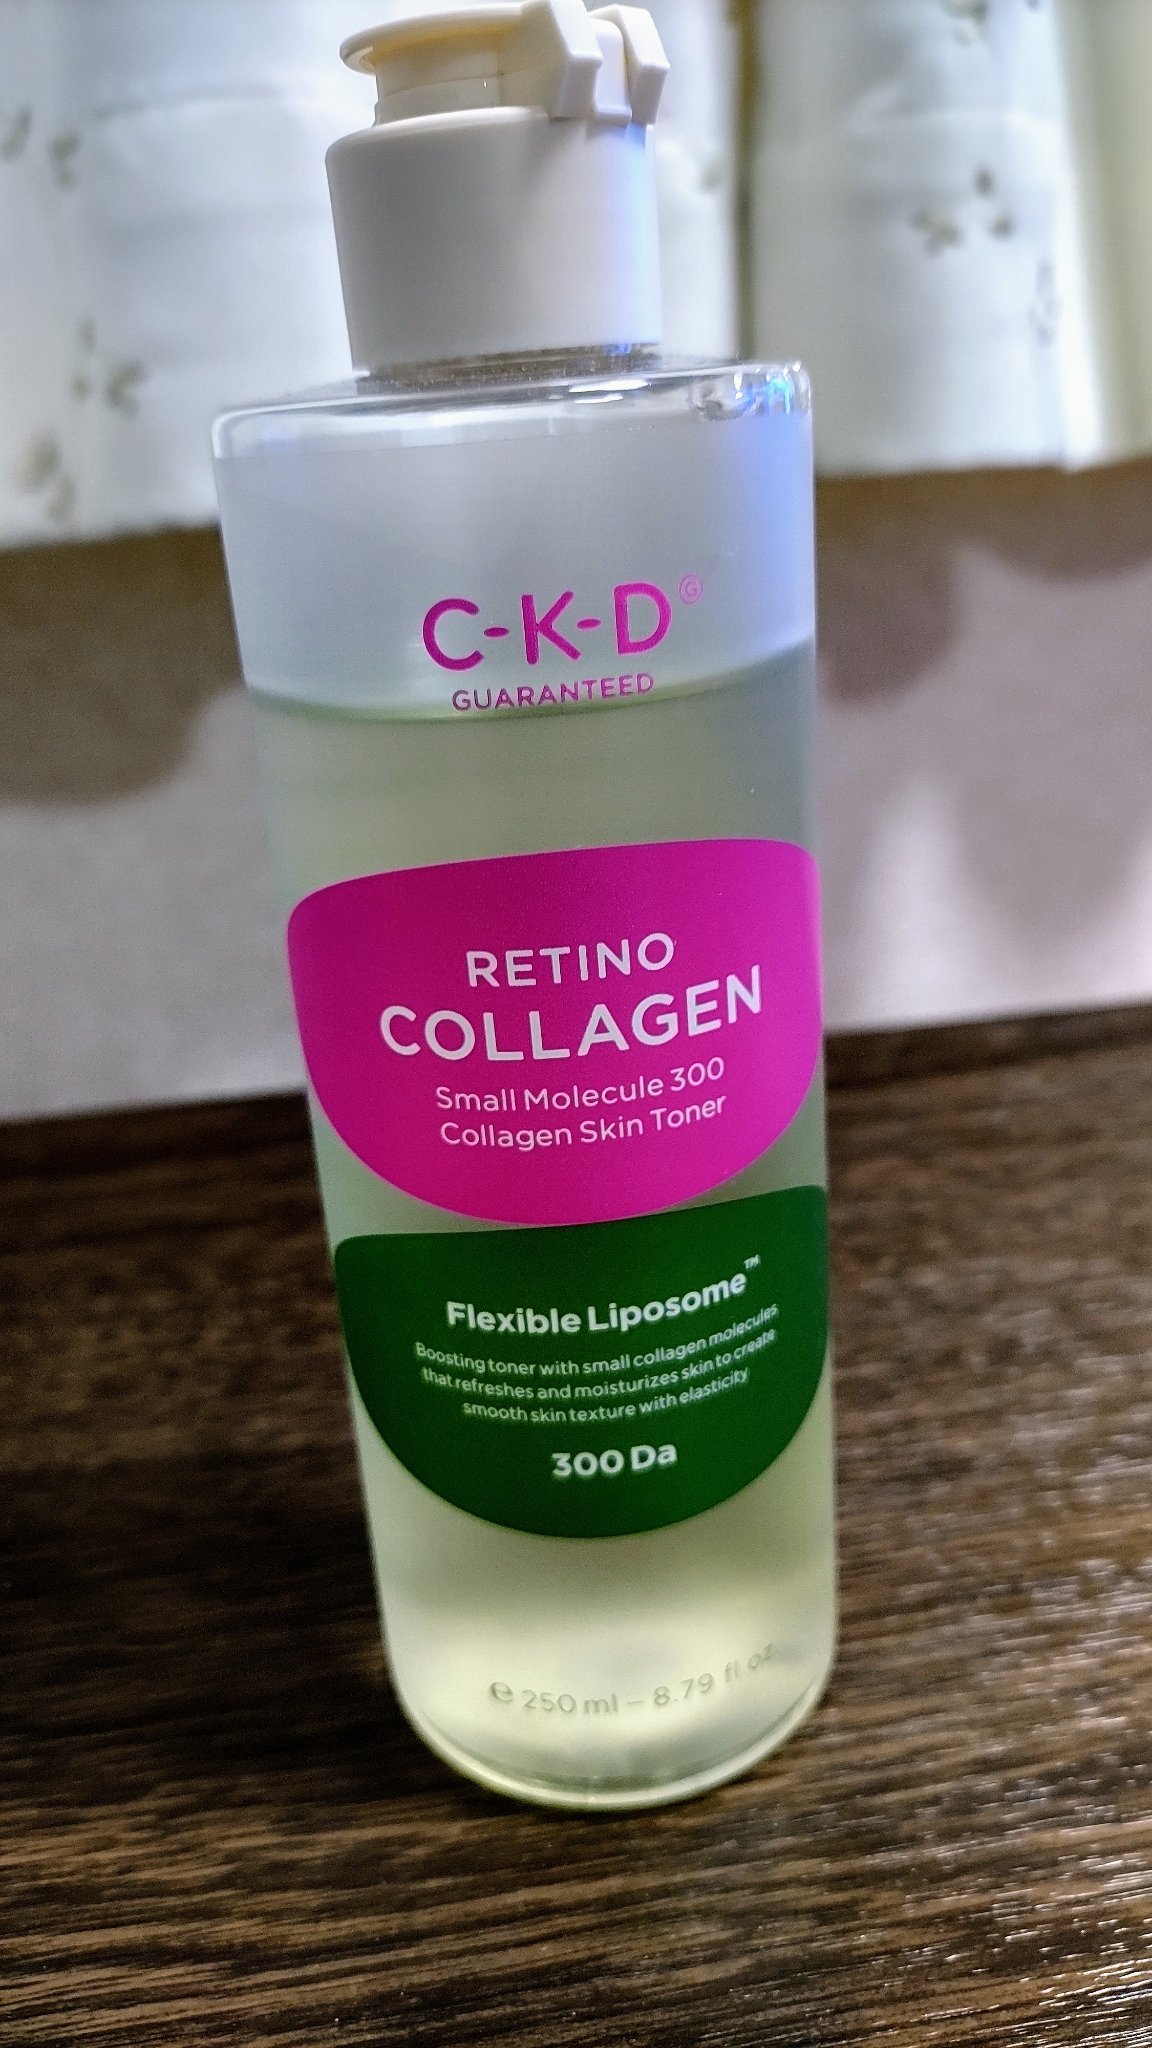 C-K-D G
GUARANTEED
RETINO
COLLAGEN
Small Molecule 300
Collagen Skin Toner
Flexible Liposome™
Boosting toner with small collagen molecules
that refreshes and moisturizes skin to create
smooth skin texture with elasticity
300 Da
℮ 250 ml – 8.79 fl.oz